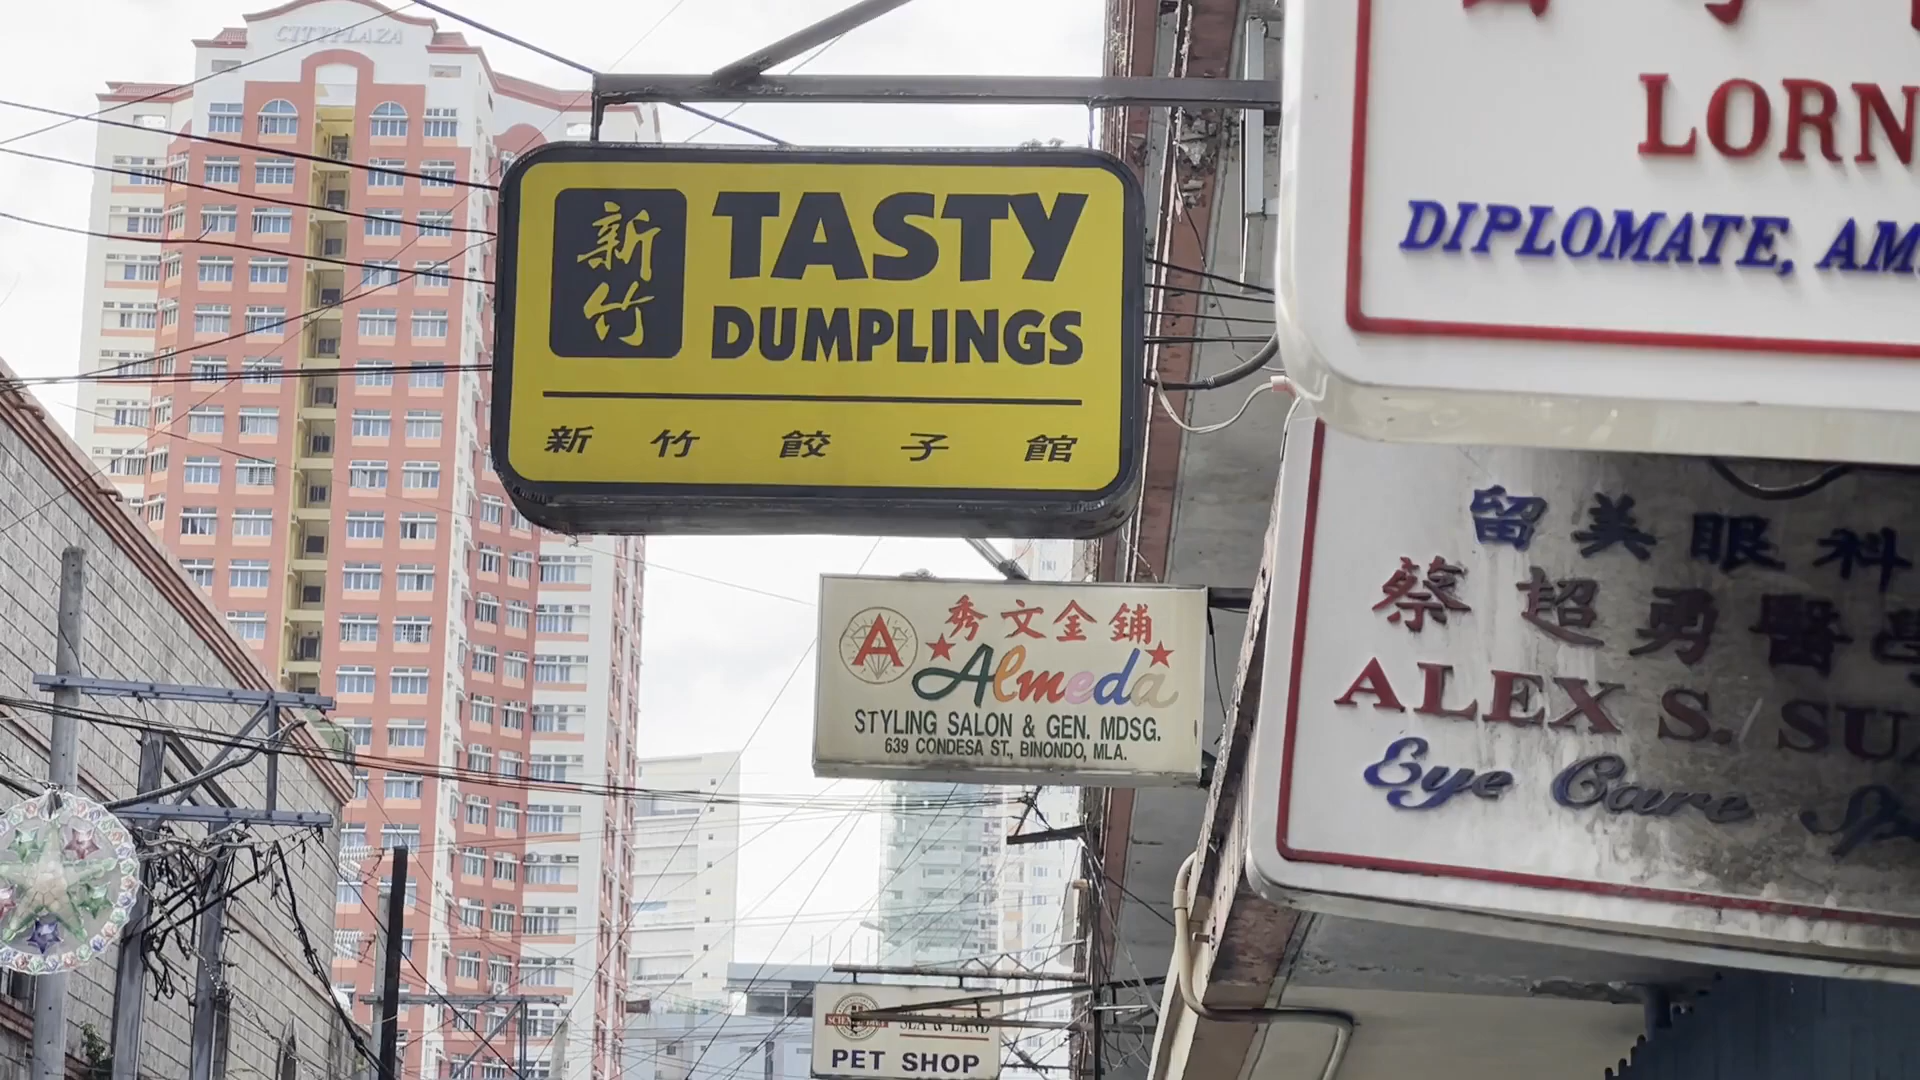 CITYPLAZA
新竹
TASTY
DUMPLINGS
新竹餃子館
LORN
DIPLOMATE, AM
留美眼科
蔡超勇醫學
ALEX S. SU
Eye Care
A
秀文金鋪
Almeda
STYLING SALON & GEN. MDSG.
639 CONDESA ST., BINONDO, MLA.
SEA & LAND
PET SHOP